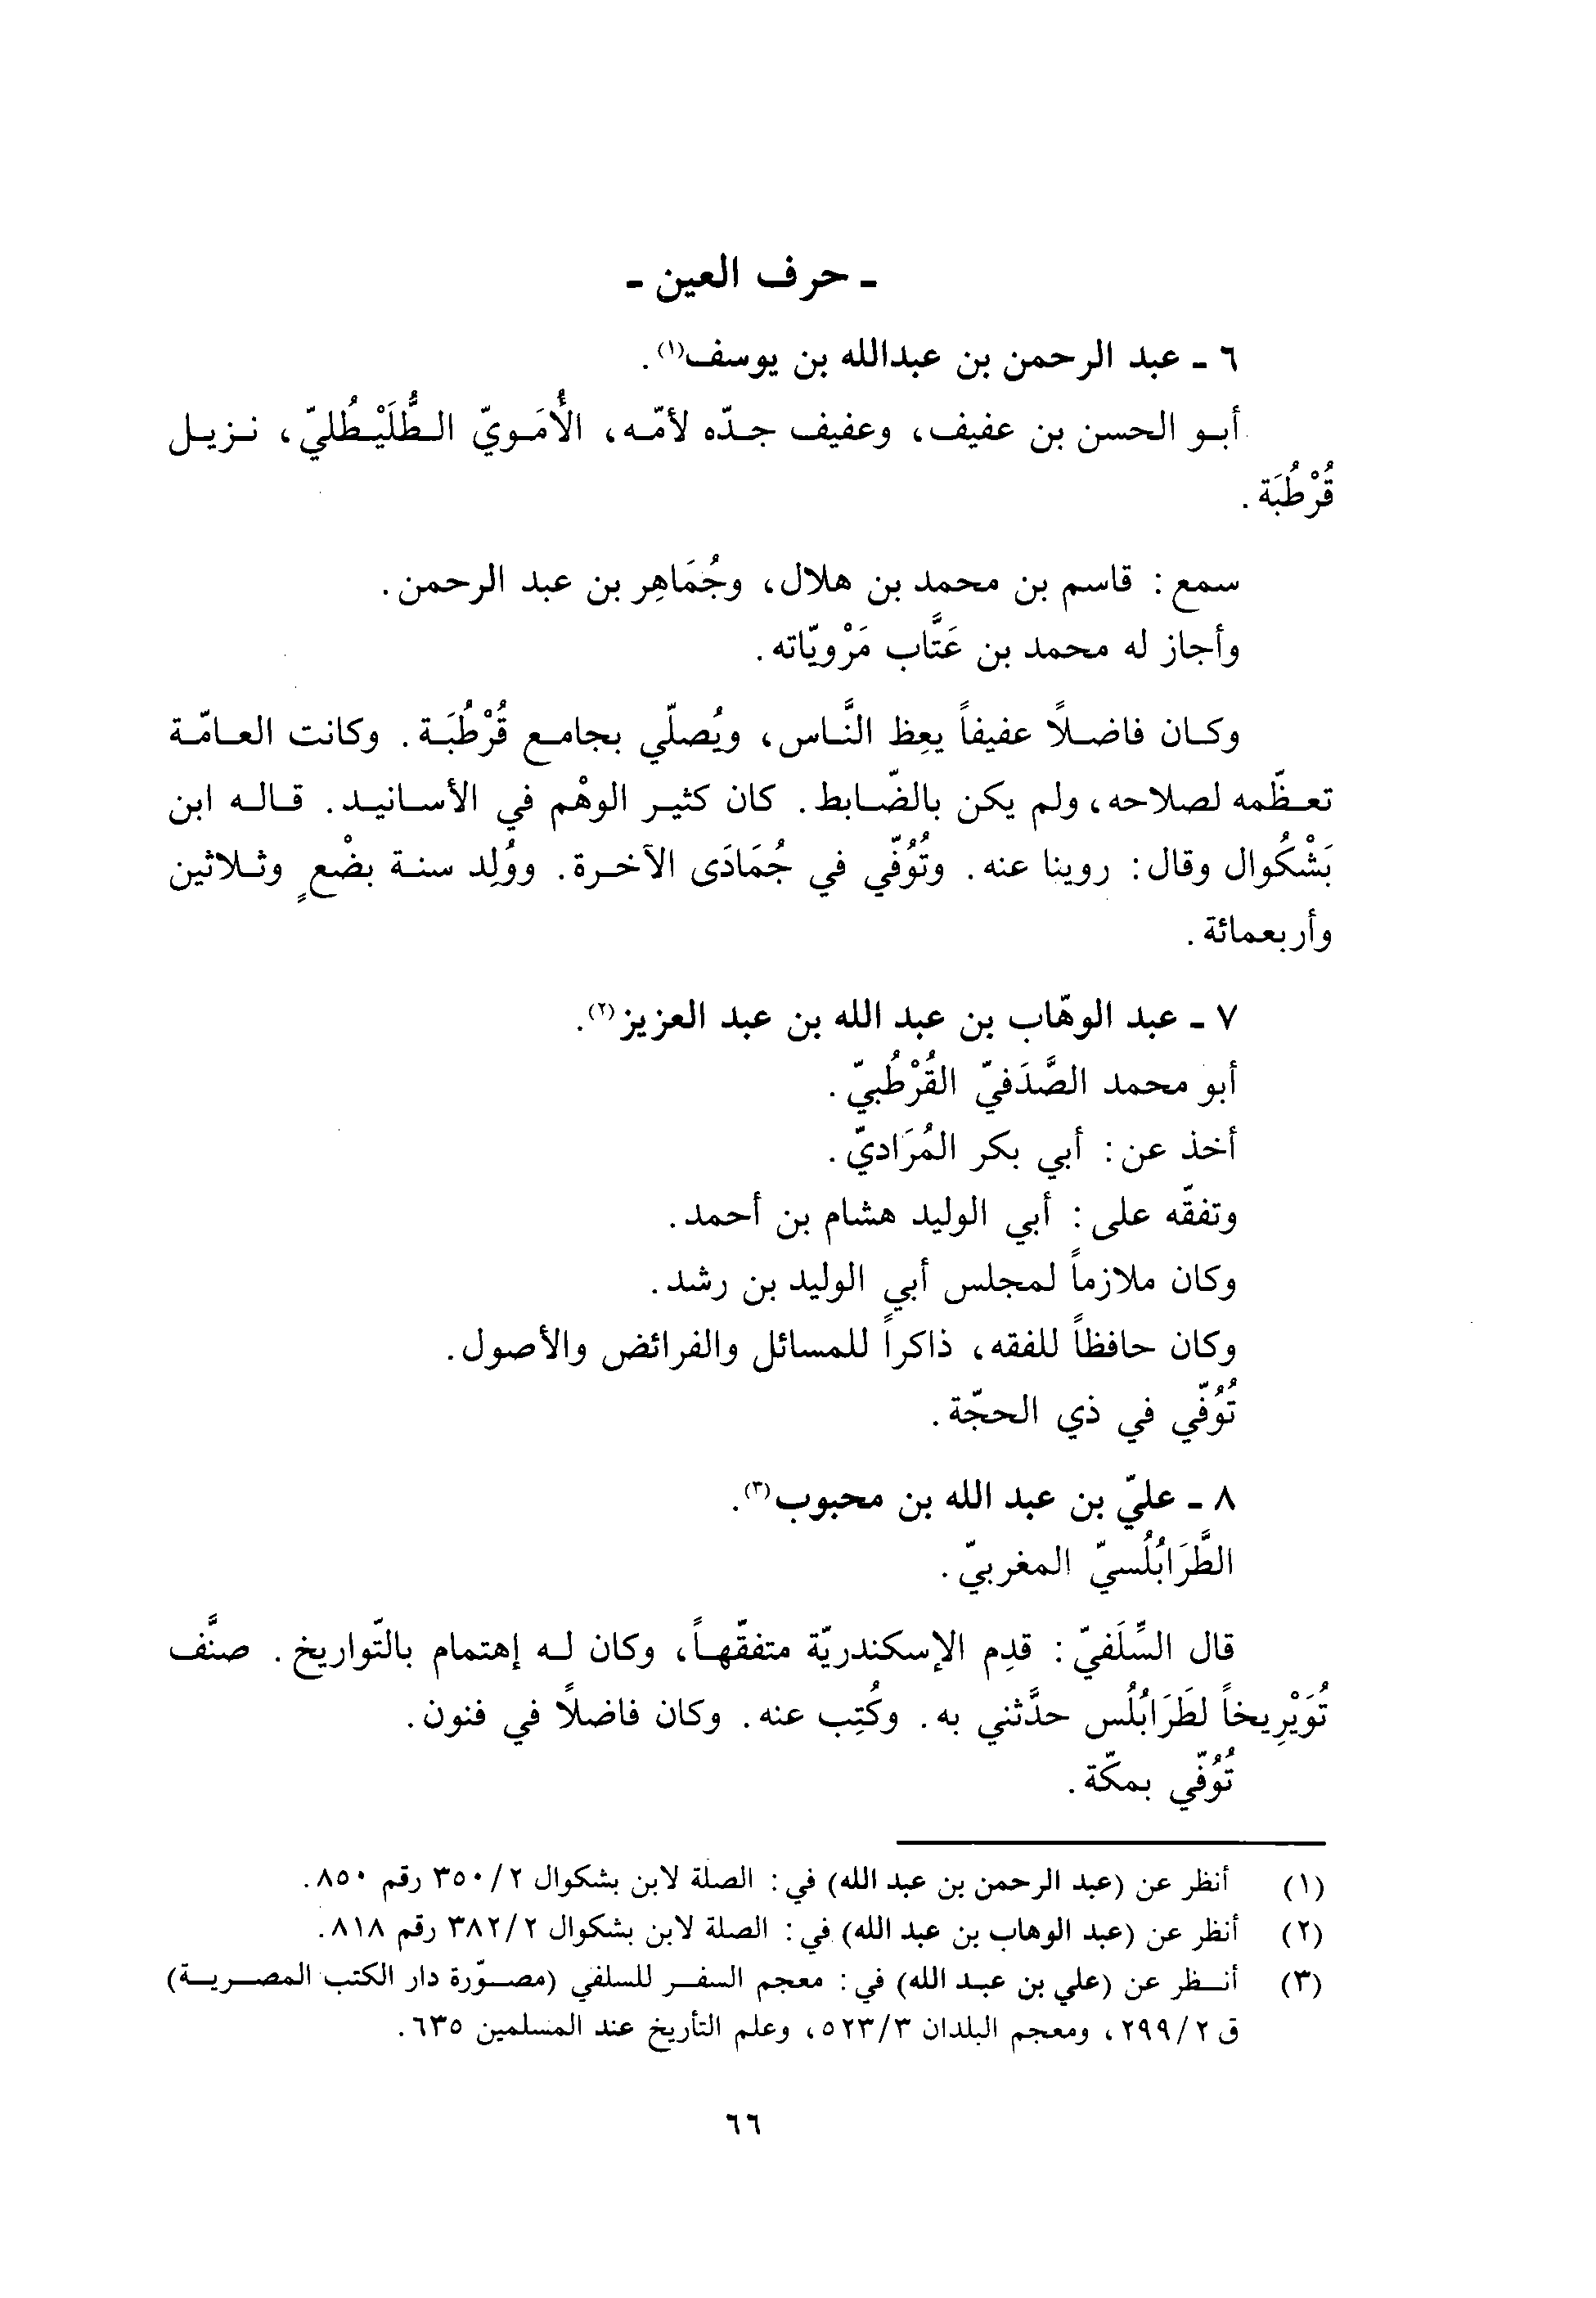 ـ حرف العين ـ
٦ ـ عبد الرحمن بن عبدالله بن يوسف(١).
أبو الحسن بن عفيف، وعفيف جدّه لأمّه، الأُمَويّ الطُّلَيْطُليّ، نزيل
قُرْطُبَة.
سمع: قاسم بن محمد بن هلال، وجُمَاهِر بن عبد الرحمن.
وأجاز له محمد بن عَتَّاب مَرْويّاته.
وكان فاضلاً عفيفاً يعِظ النَّاس، ويُصلّي بجامع قُرْطُبَة. وكانت العامّة
تعظّمه لصلاحه، ولم يكن بالضّابط. كان كثير الوهْم في الأسانيد. قاله ابن
بَشْكُوال وقال: روينا عنه. وتُوُفّي في جُمَادَى الآخرة. ووُلِد سنة بضْعٍ وثلاثين
وأربعمائة.
٧ ـ عبد الوهّاب بن عبد الله بن عبد العزيز(٢).
أبو محمد الصَّدَفيّ القُرْطُبيّ.
أخذ عن: أبي بكر المُرَاديّ.
وتفقّه على: أبي الوليد هشام بن أحمد.
وكان ملازماً لمجلس أبي الوليد بن رشد.
وكان حافظاً للفقه، ذاكراً للمسائل والفرائض والأصول.
تُوُفّي في ذي الحجّة.
٨ ـ عليّ بن عبد الله بن محبوب(٣).
الطَّرَابُلُسيّ المغربيّ.
قال السِّلَفيّ: قدِم الإسكندريّة متفقّهاً، وكان له إهتمام بالتّواريخ. صنَّف
تُوَيْرِيخاً لطَرَابُلُس حدَّثني به. وكُتِب عنه. وكان فاضلاً في فنون.
تُوُفّي بمكّة.
(١) أنظر عن (عبد الرحمن بن عبد الله) في: الصلة لابن بشكوال ٢/٣٥٠ رقم ٨٥٠.
(٢) أنظر عن (عبد الوهاب بن عبد الله) في: الصلة لابن بشكوال ٢/٣٨٢ رقم ٨١٨.
(٣) أنظر عن (علي بن عبد الله) في: معجم السفر للسلفي (مصوّرة دار الكتب المصرية)
ق ٢/٢٩٩، ومعجم البلدان ٣/٥٢٣، وعلم التأريخ عند المسلمين ٦٣٥.
٦٦